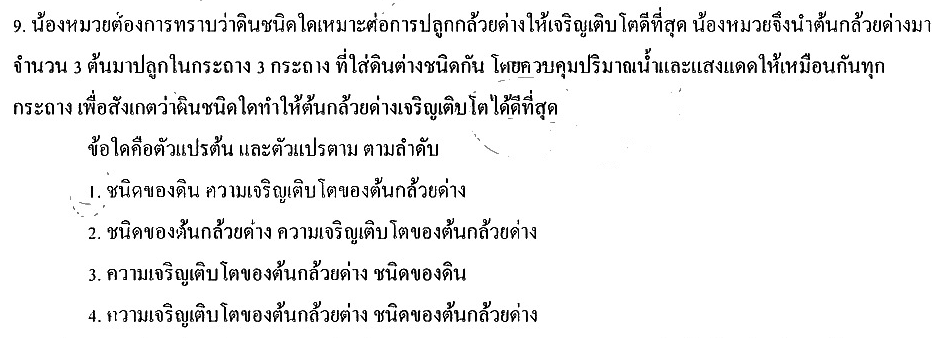 9. น้องหมวยต้องการทราบว่าดินชนิดใดเหมาะต่อการปลูกกล้วยด่างให้เจริญเติบโตดีที่สุด น้องหมวยจึงนำต้นกล้วยด่างมา
จำนวน 3 ต้นมาปลูกในกระถาง 3 กระถาง ที่ใส่ดินต่างชนิดกัน โดยควบคุมปริมาณน้ำและแสงแดดให้เหมือนกันทุก
กระถาง เพื่อสังเกตว่าดินชนิดใดทำให้ต้นกล้วยด่างเจริญเติบโตได้ดีที่สุด
ข้อใดคือตัวแปรต้น และตัวแปรตาม ตามลำดับ
1. ชนิดของดิน ความเจริญเติบโตของต้นกล้วยด่าง
2. ชนิดของต้นกล้วยด่าง ความเจริญเติบโตของต้นกล้วยด่าง
3. ความเจริญเติบโตของต้นกล้วยด่าง ชนิดของดิน
4. ความเจริญเติบโตของต้นกล้วยด่าง ชนิดของต้นกล้วยด่าง